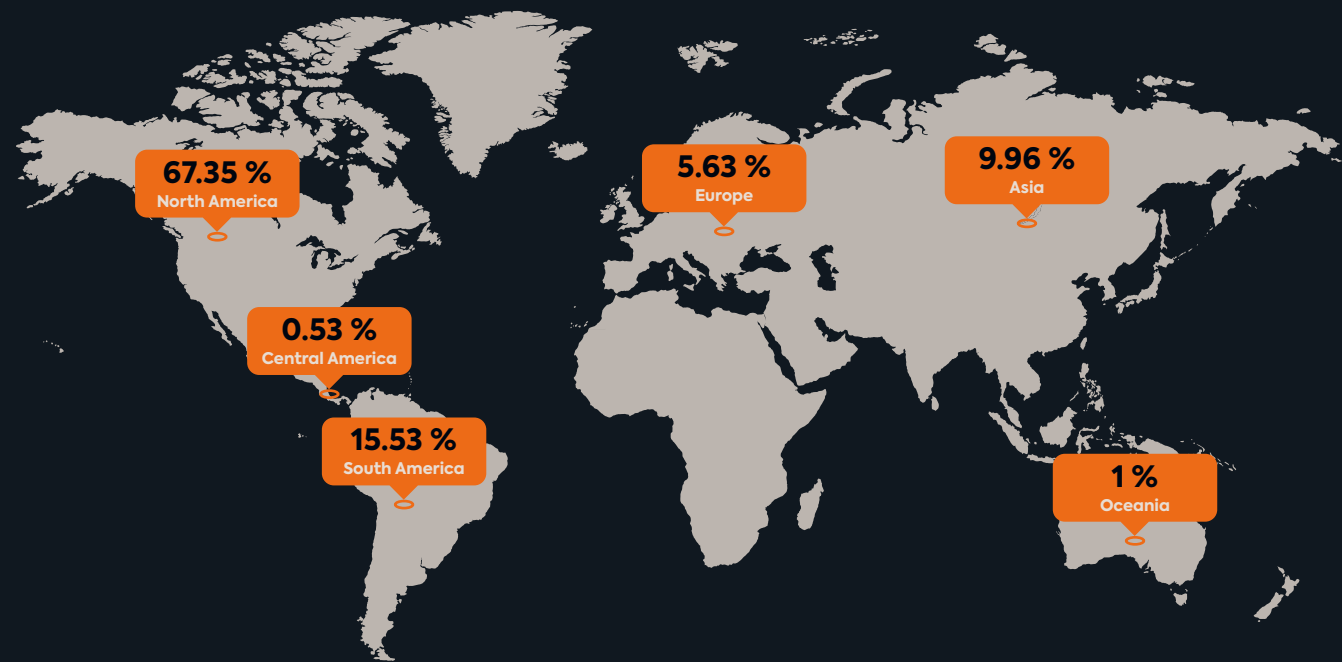 67.35 %
North America
5.63 %
Europe
9.96 %
Asia
0.53 %
Central America
15.53 %
South America
1 %
Oceania